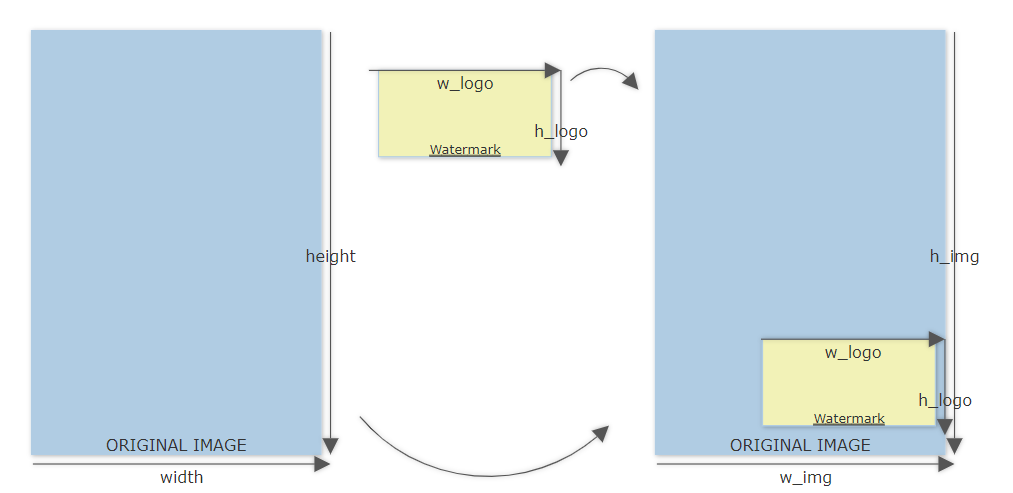 height
ORIGINAL IMAGE
width
w_logo
h_logo
Watermark
h_img
w_logo
h_logo
Watermark
ORIGINAL IMAGE
w_img